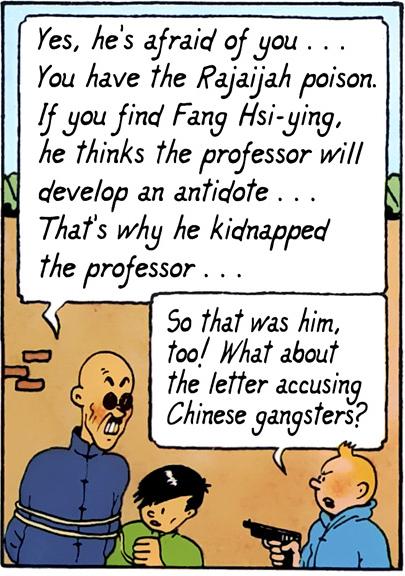 Yes, he's afraid of you . . .
You have the Rajaijah poison.
If you find Fang Hsi-ying,
he thinks the professor will
develop an antidote . . .
That's why he kidnapped
the professor . . .
So that was him,
too! What about
the letter accusing
Chinese gangsters?